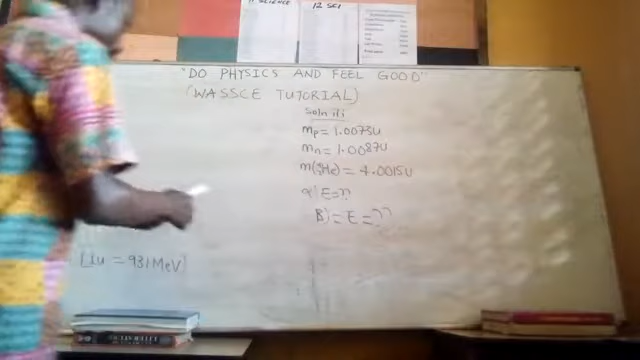 12 SCI
"DO PHYSICS AND FEEL GOOD"
(WASSCE TUTORIAL)
mp = 1.0073U
mn = 1.0087U
m(⁴₂He) = 4.0015U
α) E = ??
B) = E = ??
[1u = 931MeV]